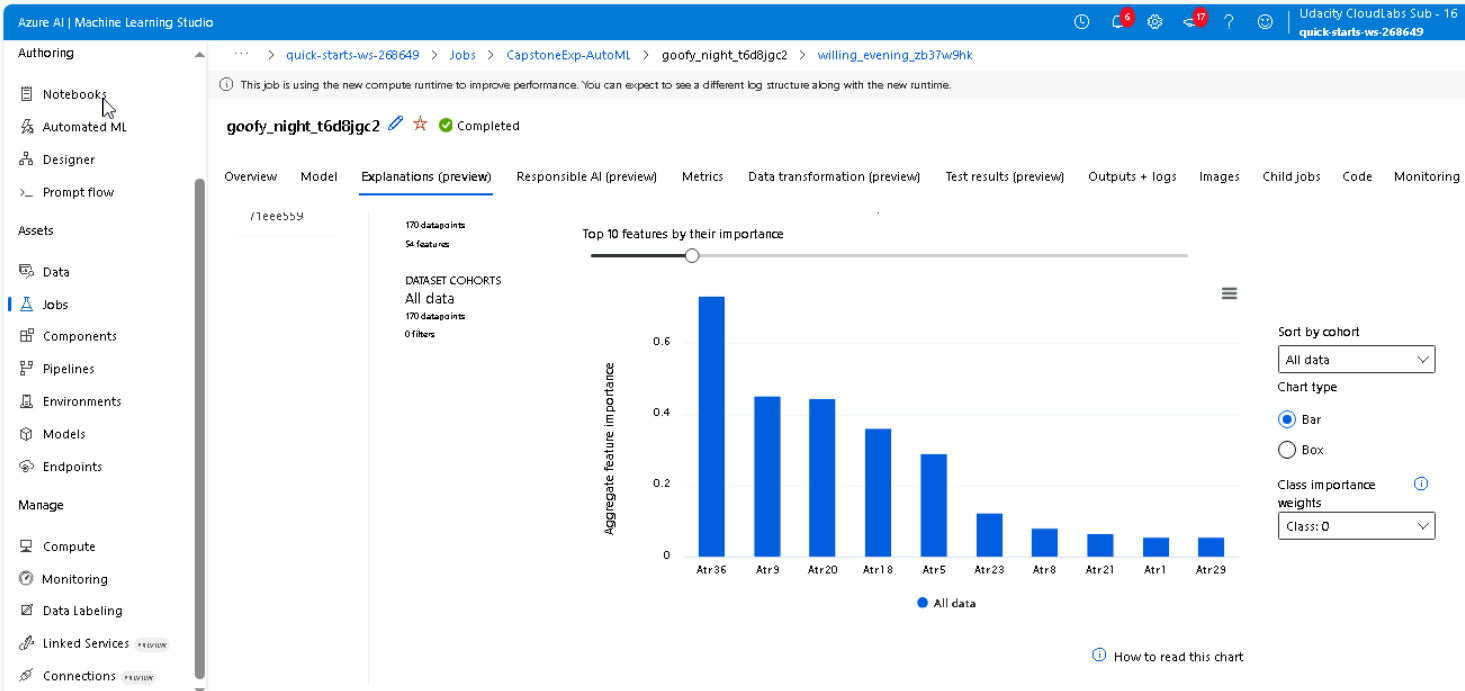 Azure AI | Machine Learning Studio
6
17
?
Udacity CloudLabs Sub - 16
quick-starts-ws-268649
Authoring
Notebooks
Automated ML
Designer
Prompt flow
Assets
Data
Jobs
Components
Pipelines
Environments
Models
Endpoints
Manage
Compute
Monitoring
Data Labeling
Linked Services PREVIEW
Connections PREVIEW
··· > quick-starts-ws-268649 > Jobs > CapstoneExp-AutoML > goofy_night_t6d8jgc2 > willing_evening_zb37w9hk
This job is using the new compute runtime to improve performance. You can expect to see a different log structure along with the new runtime.
goofy_night_t6d8jgc2 Completed
Overview Model Explanations (preview) Responsible AI (preview) Metrics Data transformation (preview) Test results (preview) Outputs + logs Images Child jobs Code Monitoring
71eee559
170 datapoints
54 features
DATASET COHORTS
All data
170 datapoints
0 filters
Top 10 features by their importance
Aggregate feature importance
0.6
0.4
0.2
0
Atr36 Atr9 Atr20 Atr18 Atr5 Atr23 Atr8 Atr21 Atr1 Atr29
All data
How to read this chart
Sort by cohort
All data
Chart type
Bar
Box
Class importance
weights
Class: 0